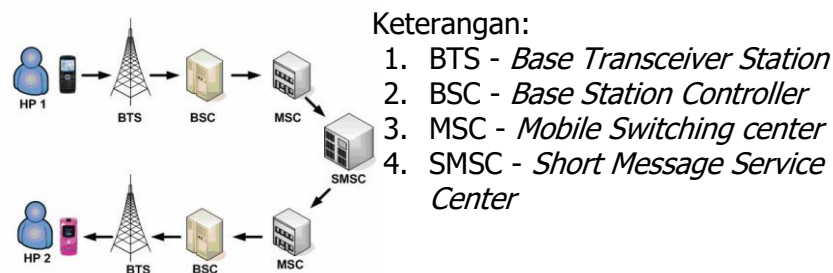 HP 1
BTS
BSC
MSC
SMSC
HP 2
BTS
BSC
MSC
Keterangan:
1. BTS - Base Transceiver Station
2. BSC - Base Station Controller
3. MSC - Mobile Switching center
4. SMSC - Short Message Service
Center